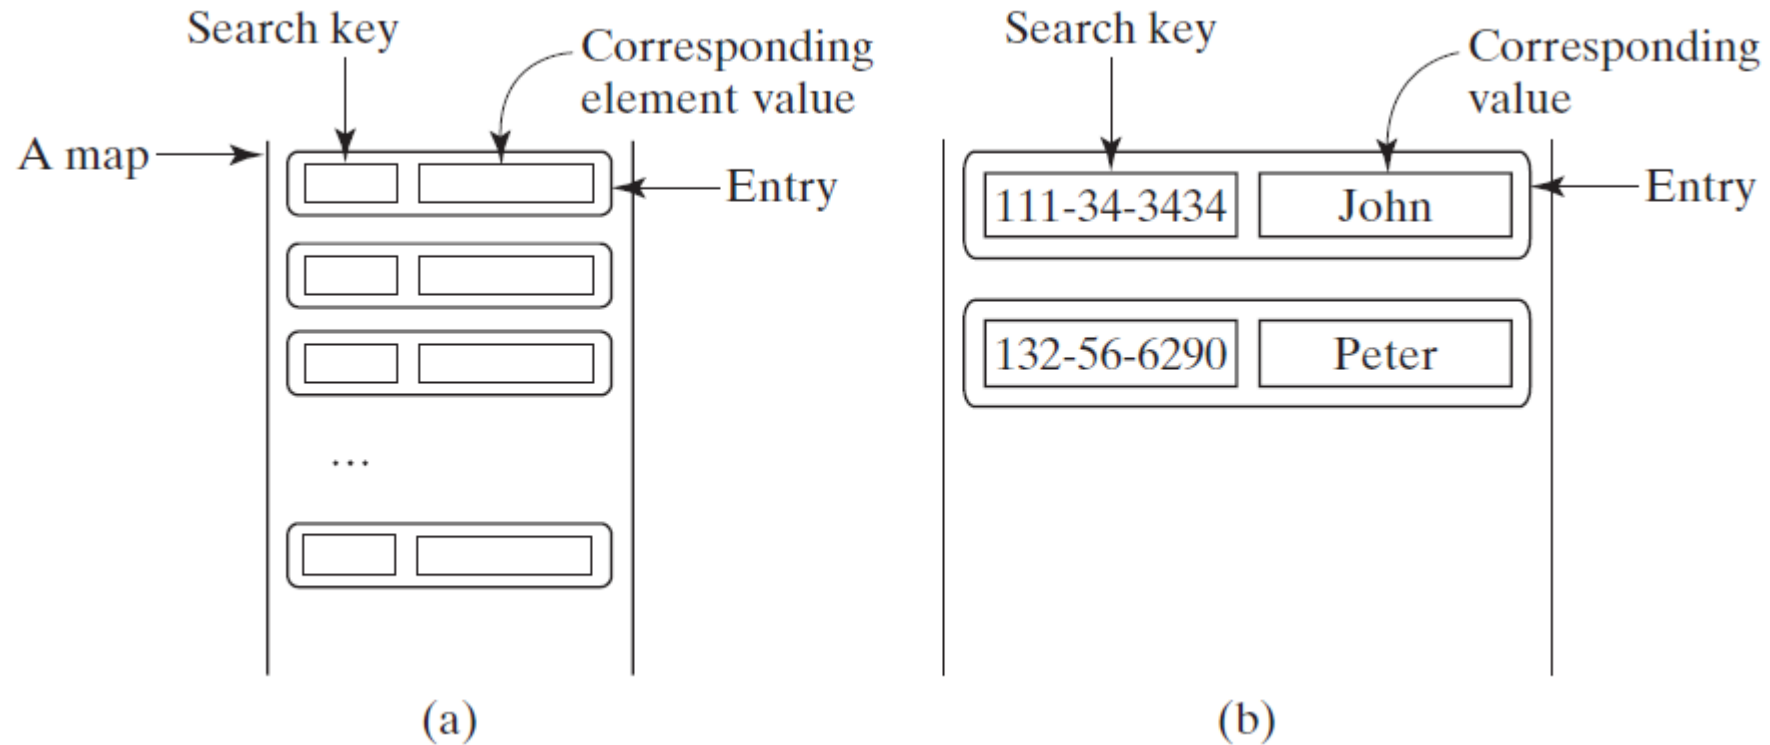 Search key
Corresponding
element value
A map
Entry
...
(a)
Search key
Corresponding
value
111-34-3434 John
Entry
132-56-6290 Peter
(b)